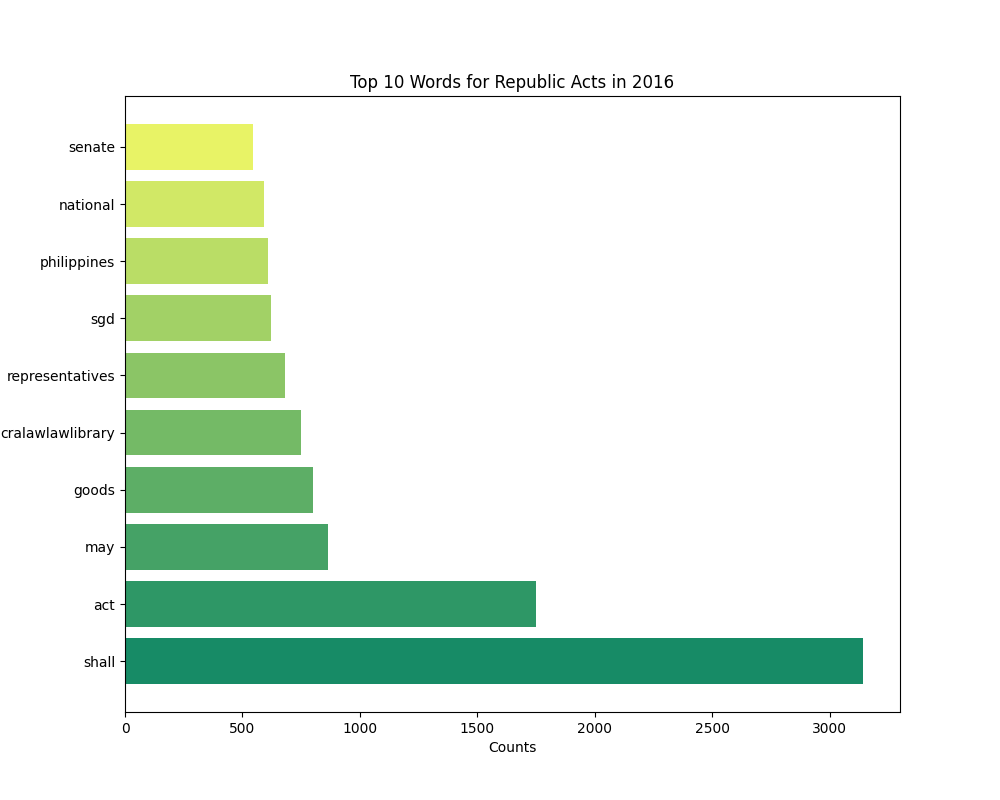 Top 10 Words for Republic Acts in 2016
senate
national
philippines
sgd
representatives
cralawlawlibrary
goods
may
act
shall
0 500 1000 1500 2000 2500 3000
Counts